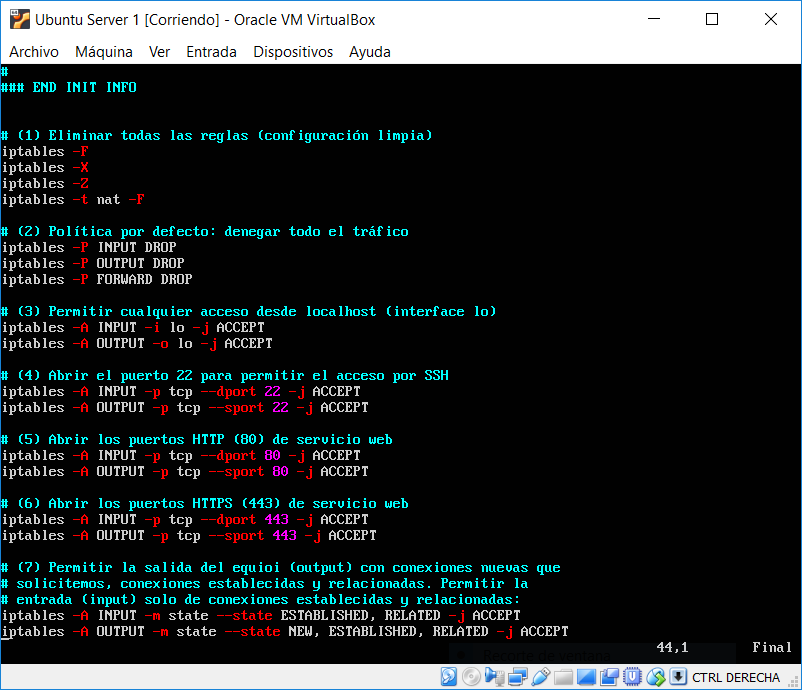 Ubuntu Server 1 [Corriendo] - Oracle VM VirtualBox
Archivo Máquina Ver Entrada Dispositivos Ayuda
#
### END INIT INFO
# (1) Eliminar todas las reglas (configuración limpia)
iptables -F
iptables -X
iptables -Z
iptables -t nat -F
# (2) Política por defecto: denegar todo el tráfico
iptables -P INPUT DROP
iptables -P OUTPUT DROP
iptables -P FORWARD DROP
# (3) Permitir cualquier acceso desde localhost (interface lo)
iptables -A INPUT -i lo -j ACCEPT
iptables -A OUTPUT -o lo -j ACCEPT
# (4) Abrir el puerto 22 para permitir el acceso por SSH
iptables -A INPUT -p tcp --dport 22 -j ACCEPT
iptables -A OUTPUT -p tcp --sport 22 -j ACCEPT
# (5) Abrir los puertos HTTP (80) de servicio web
iptables -A INPUT -p tcp --dport 80 -j ACCEPT
iptables -A OUTPUT -p tcp --sport 80 -j ACCEPT
# (6) Abrir los puertos HTTPS (443) de servicio web
iptables -A INPUT -p tcp --dport 443 -j ACCEPT
iptables -A OUTPUT -p tcp --sport 443 -j ACCEPT
# (7) Permitir la salida del equioi (output) con conexiones nuevas que
# solicitemos, conexiones establecidas y relacionadas. Permitir la
# entrada (input) solo de conexiones establecidas y relacionadas:
iptables -A INPUT -m state --state ESTABLISHED, RELATED -j ACCEPT
iptables -A OUTPUT -m state --state NEW, ESTABLISHED, RELATED -j ACCEPT
44,1 Final
Recorte de ventana
CTRL DERECHA